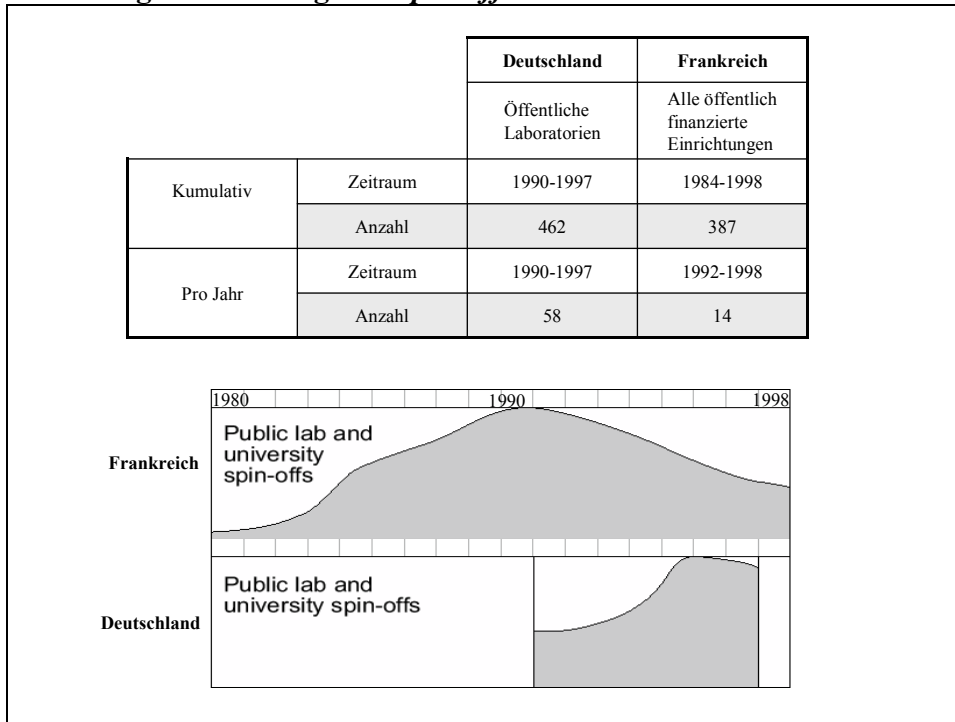 Deutschland Frankreich
Öffentliche Laboratorien
Alle öffentlich finanzierte Einrichtungen
Kumulativ Zeitraum 1990-1997 1984-1998
Anzahl 462 387
Pro Jahr Zeitraum 1990-1997 1992-1998
Anzahl 58 14
1980 1990 1998
Frankreich
Public lab and
university
spin-offs
Deutschland
Public lab and
university spin-offs